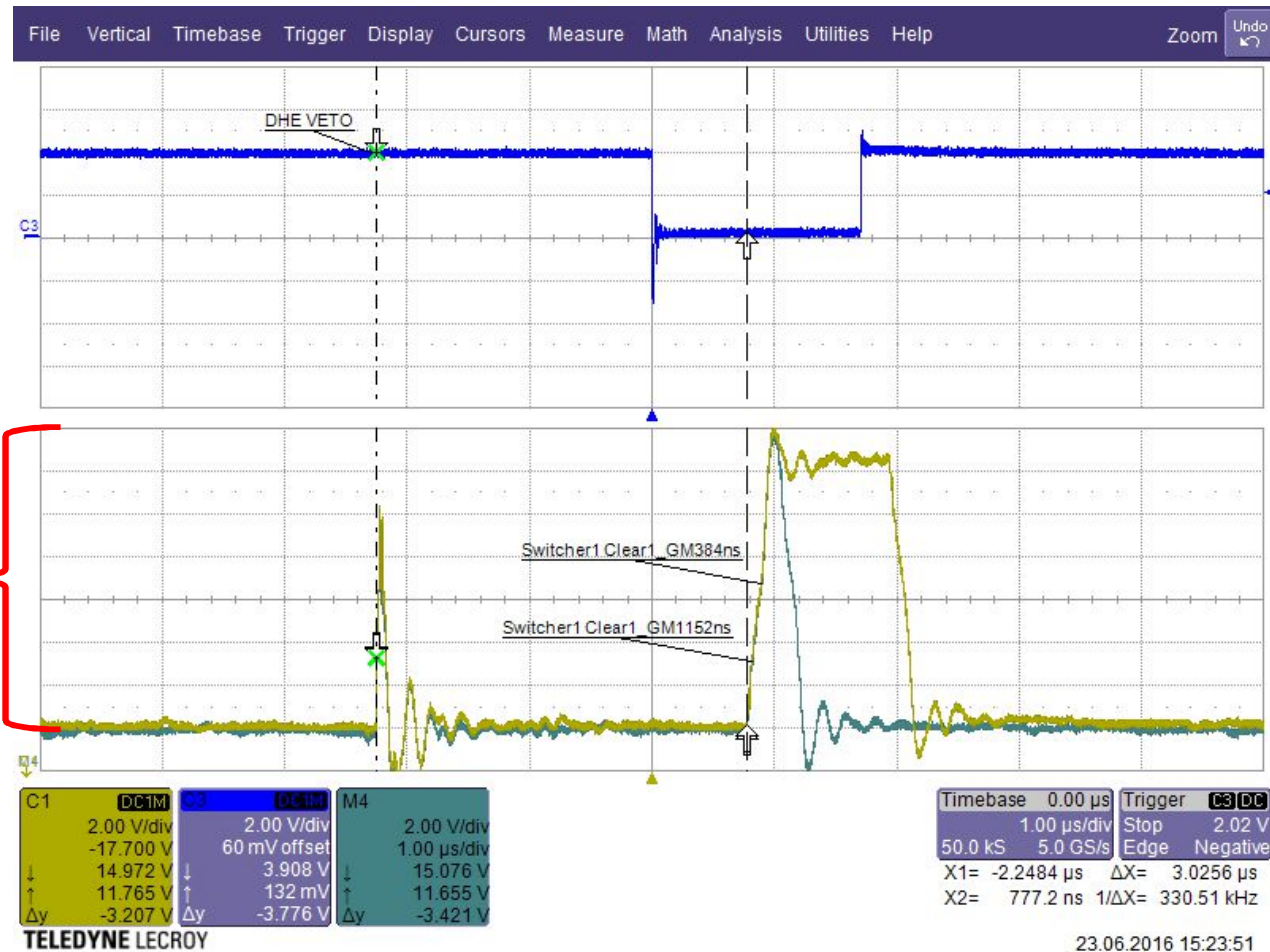 File Vertical Timebase Trigger Display Cursors Measure Math Analysis Utilities Help Zoom Undo
DHE VETO
C3
Switcher1 Clear1_GM384ns
Switcher1 Clear1_GM1152ns
C1 DC1M
2.00 V/div
-17.700 V
↓ 14.972 V
↑ 11.765 V
Δy -3.207 V
C3 DC1M
2.00 V/div
60 mV offset
↓ 3.908 V
↑ 132 mV
Δy -3.776 V
M4
2.00 V/div
1.00 µs/div
↓ 15.076 V
↑ 11.655 V
Δy -3.421 V
Timebase 0.00 µs
1.00 µs/div
50.0 kS 5.0 GS/s
Trigger C3 DC
Stop 2.02 V
Edge Negative
X1= -2.2484 µs ΔX= 3.0256 µs
X2= 777.2 ns 1/ΔX= 330.51 kHz
TELEDYNE LECROY
23.06.2016 15:23:51